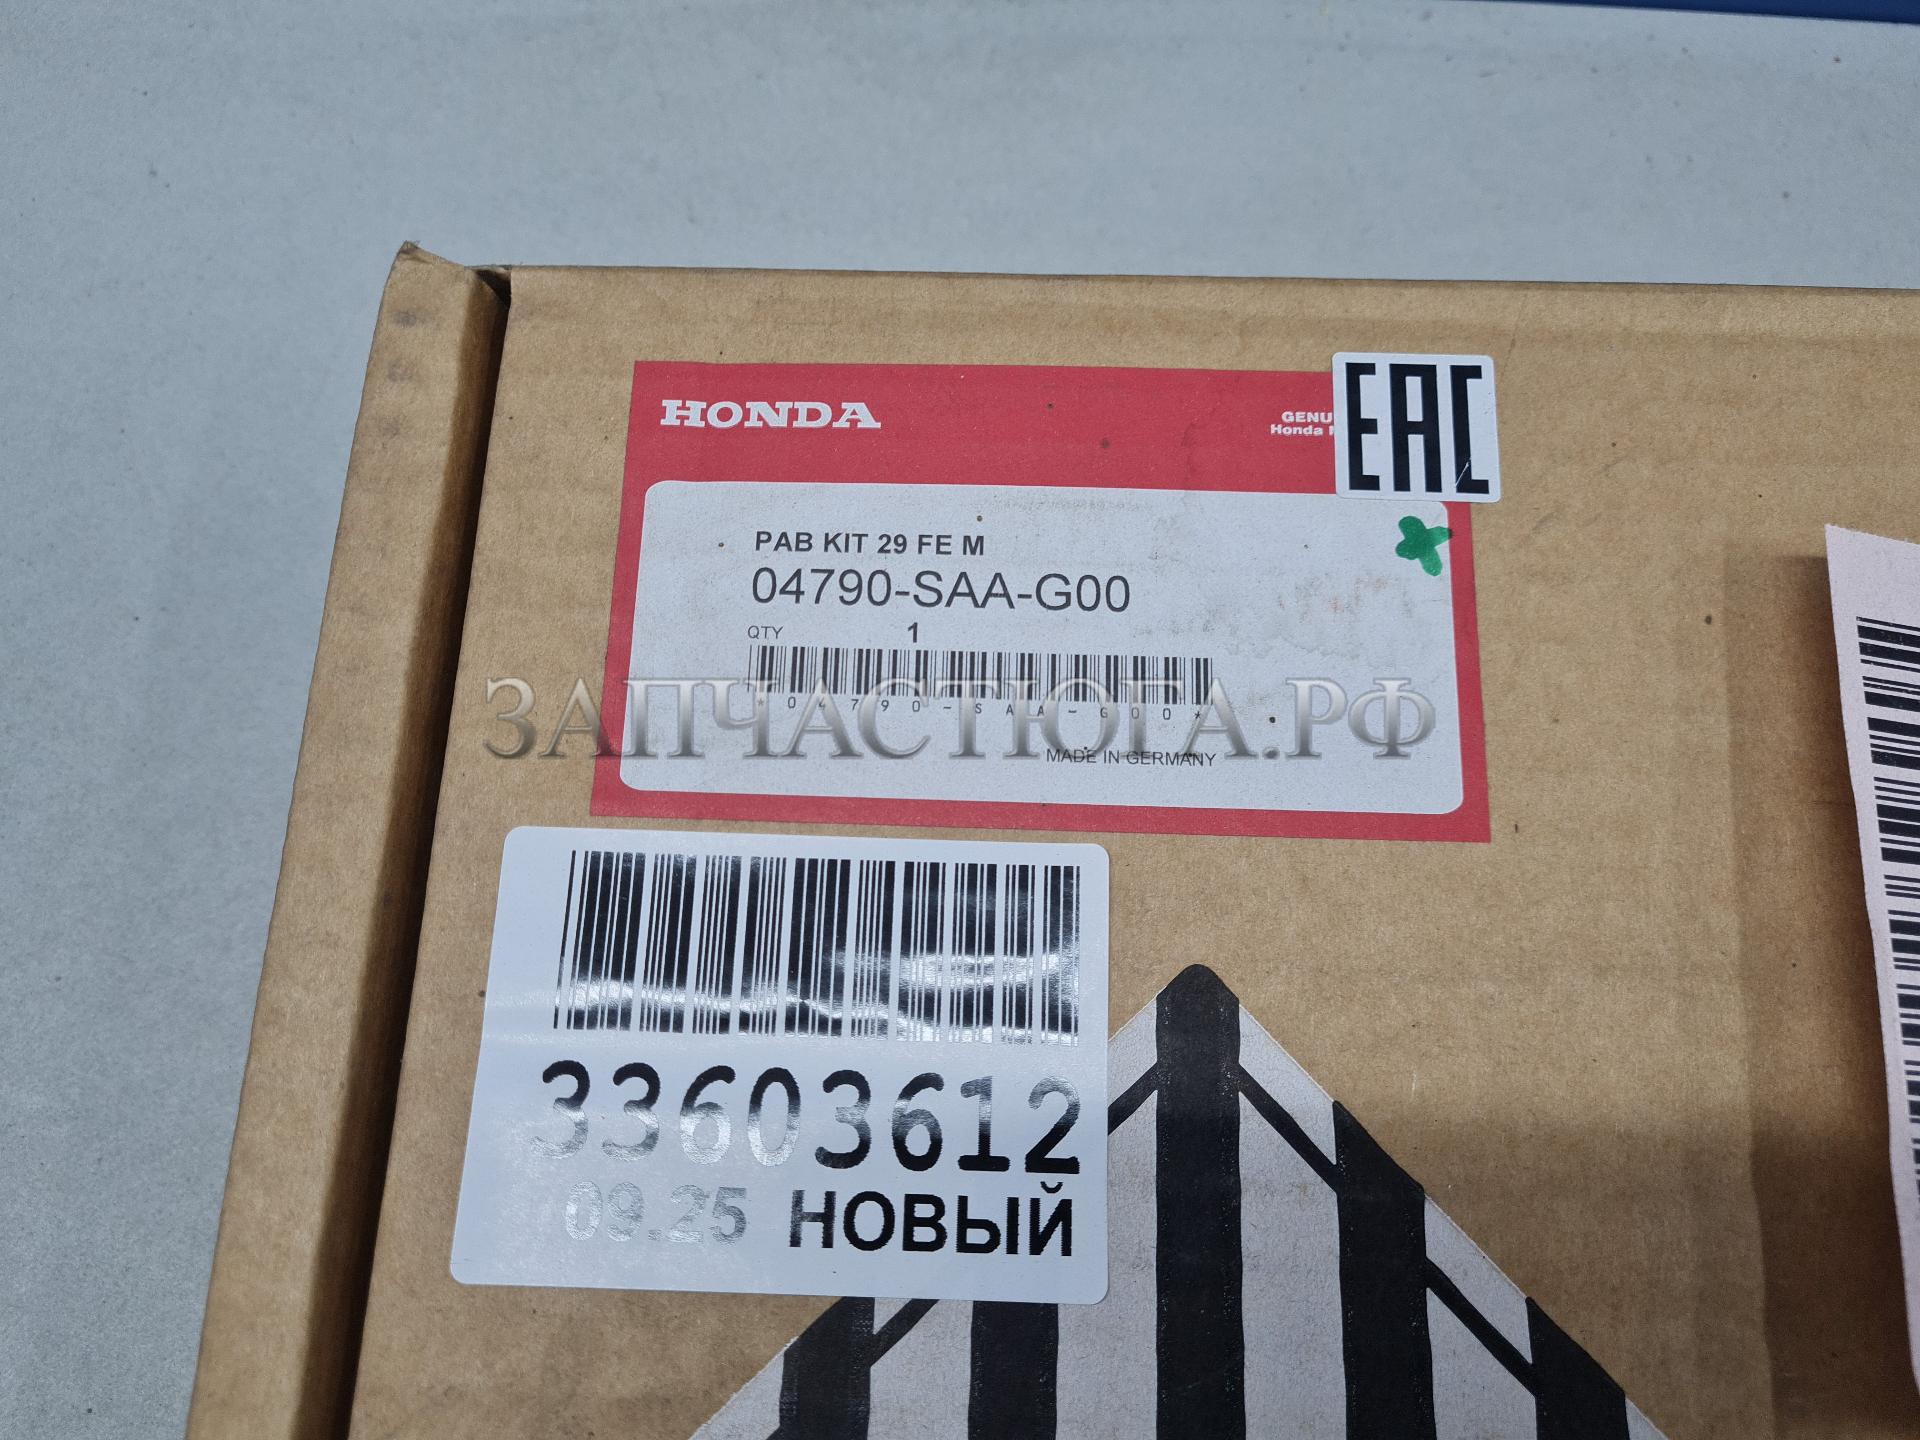 HONDA
GENU
Honda
EAC
PAB KIT 29 FE M
04790-SAA-G00
QTY 1
*04790-SAA-G00*
ЗАПЧАСТЮГА.РФ
MADE IN GERMANY
33603612
09.25 НОВЫЙ